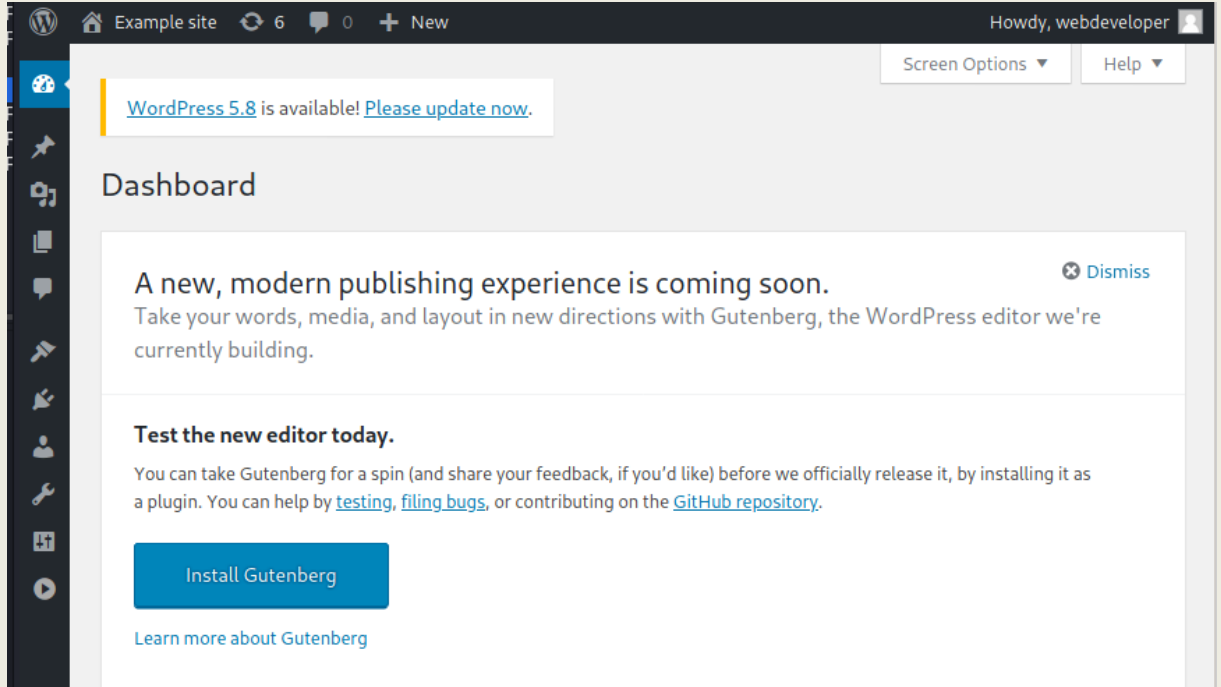 Example site 6 0 + New Howdy, webdeveloper
Screen Options ▼ Help ▼
WordPress 5.8 is available! Please update now.
Dashboard
A new, modern publishing experience is coming soon.
Dismiss
Take your words, media, and layout in new directions with Gutenberg, the WordPress editor we're
currently building.
Test the new editor today.
You can take Gutenberg for a spin (and share your feedback, if you’d like) before we officially release it, by installing it as
a plugin. You can help by testing, filing bugs, or contributing on the GitHub repository.
Install Gutenberg
Learn more about Gutenberg